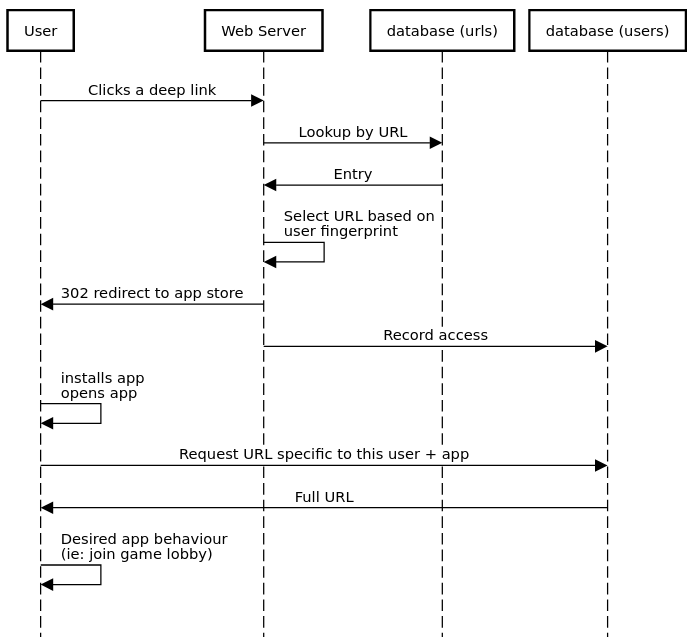 User
Web Server
database (urls)
database (users)
Clicks a deep link
Lookup by URL
Entry
Select URL based on
user fingerprint
302 redirect to app store
Record access
installs app
opens app
Request URL specific to this user + app
Full URL
Desired app behaviour
(ie: join game lobby)